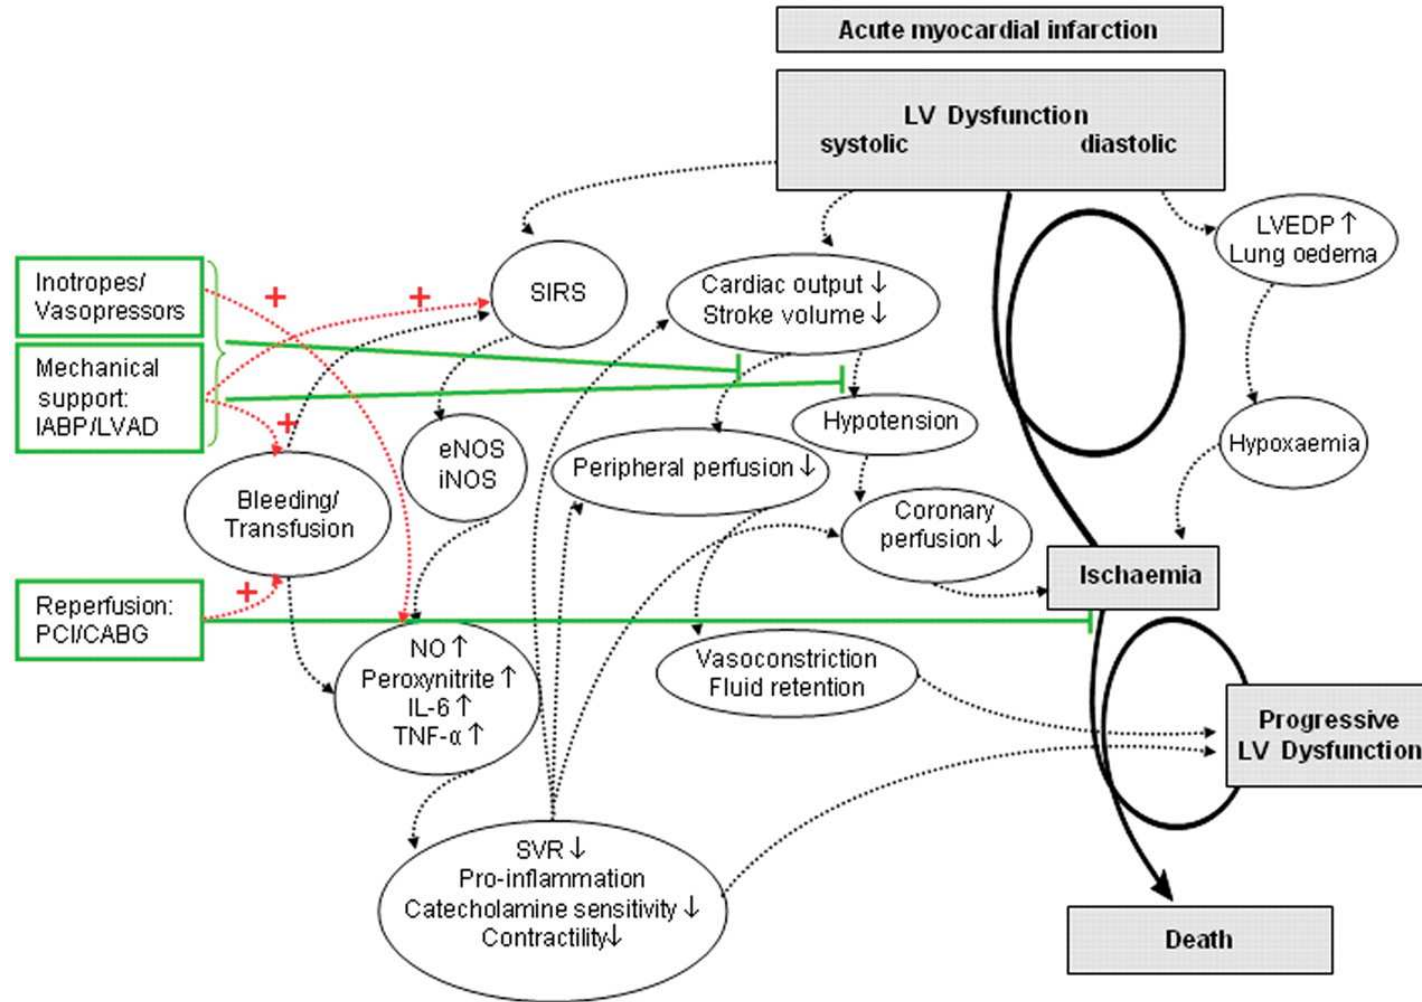 Acute myocardial infarction
LV Dysfunction
systolic diastolic
LVEDP ↑
Lung oedema
SIRS
Cardiac output ↓
Stroke volume ↓
Inotropes/
Vasopressors
+ +
Mechanical
support:
IABP/LVAD
+
Hypotension
Hypoxaemia
eNOS
iNOS
Peripheral perfusion ↓
Bleeding/
Transfusion
Coronary
perfusion ↓
Ischaemia
Reperfusion:
PCI/CABG
+
NO ↑
Peroxynitrite ↑
IL-6 ↑
TNF-α ↑
Vasoconstriction
Fluid retention
Progressive
LV Dysfunction
SVR ↓
Pro-inflammation
Catecholamine sensitivity ↓
Contractility↓
Death